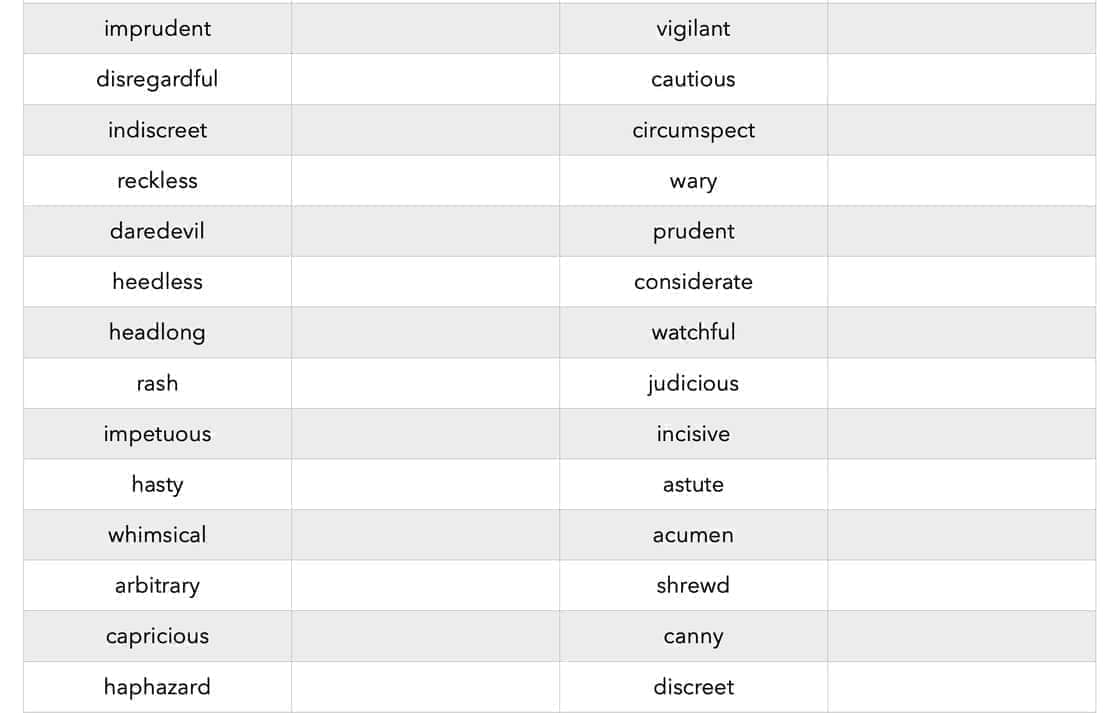 imprudent vigilant
disregardful cautious
indiscreet circumspect
reckless wary
daredevil prudent
heedless considerate
headlong watchful
rash judicious
impetuous incisive
hasty astute
whimsical acumen
arbitrary shrewd
capricious canny
haphazard discreet